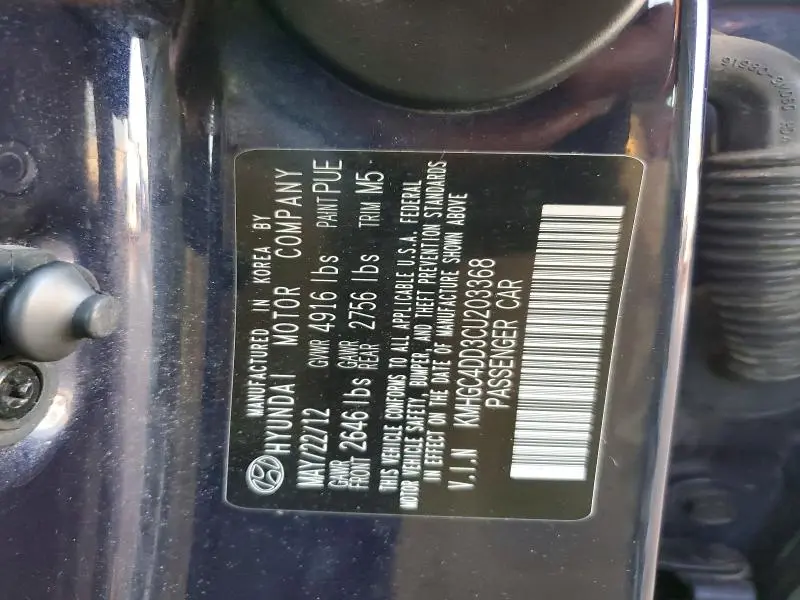 MANUFACTURED IN KOREA BY
HYUNDAI MOTOR COMPANY
MAY/22/12 GVWR 4916 lbs PAINT PUE
GAWR FRONT 2646 lbs GAWR REAR 2756 lbs TRIM M5
THIS VEHICLE CONFORMS TO ALL APPLICABLE U.S.A. FEDERAL
MOTOR VEHICLE SAFETY, BUMPER, AND THEFT PREVENTION STANDARDS
IN EFFECT ON THE DATE OF MANUFACTURE SHOWN ABOVE
V.I.N KMHGC4DD3CU203368
PASSENGER CAR